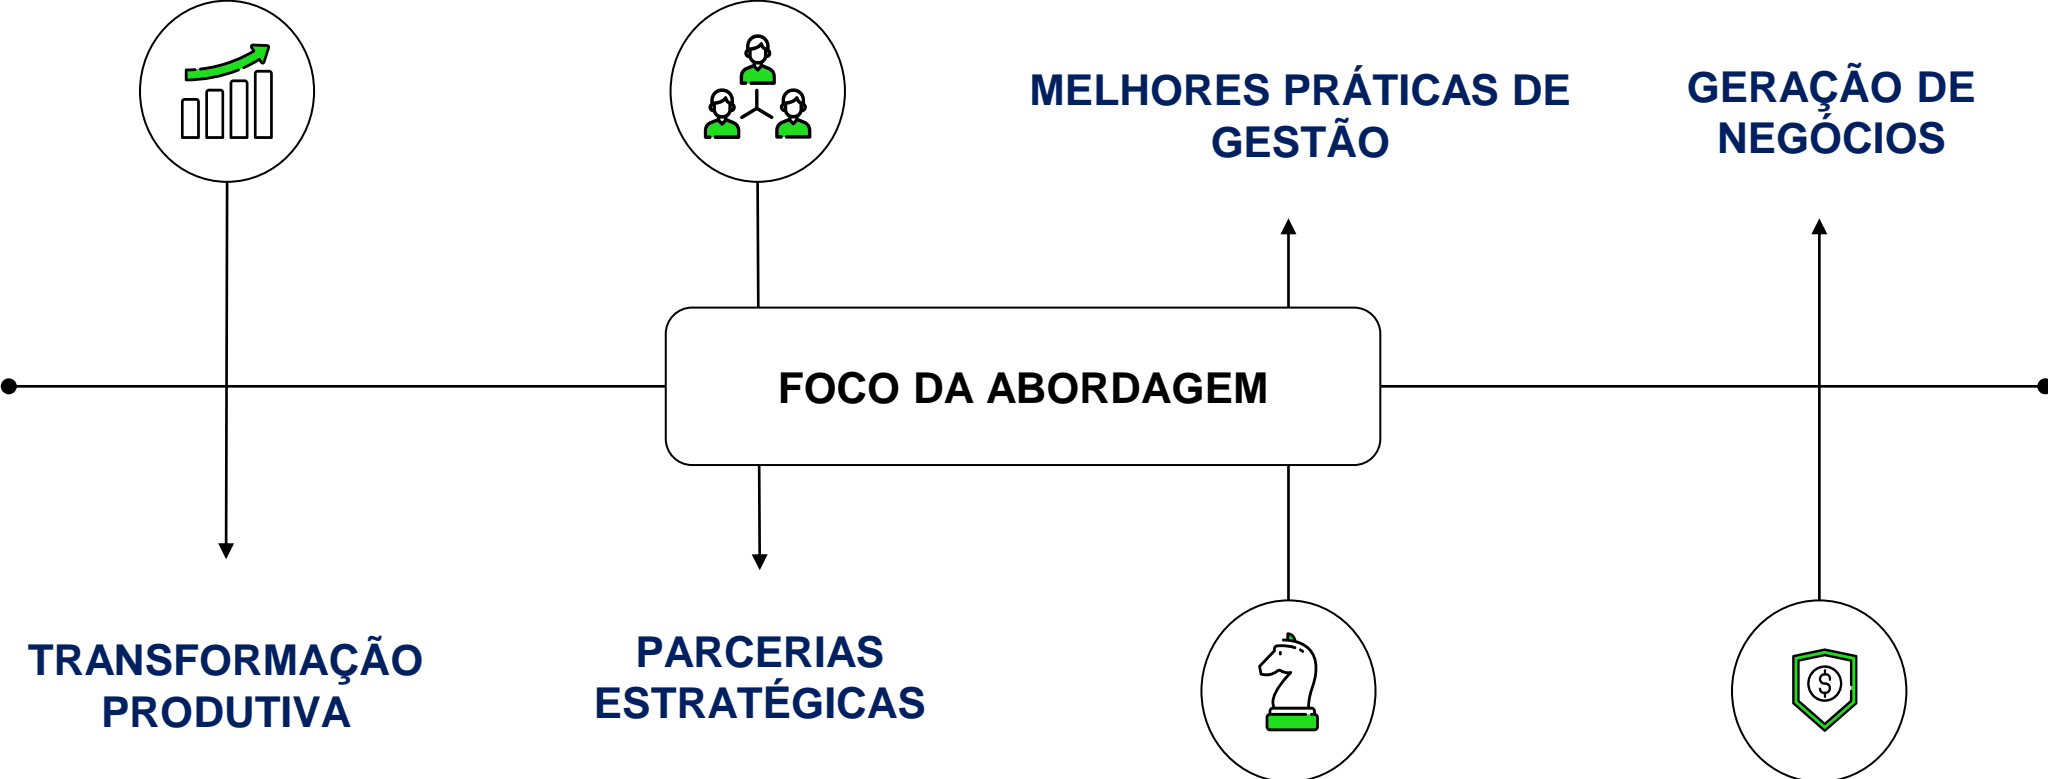 MELHORES PRÁTICAS DE
GESTÃO
GERAÇÃO DE
NEGÓCIOS
FOCO DA ABORDAGEM
TRANSFORMAÇÃO
PRODUTIVA
PARCERIAS
ESTRATÉGICAS
$